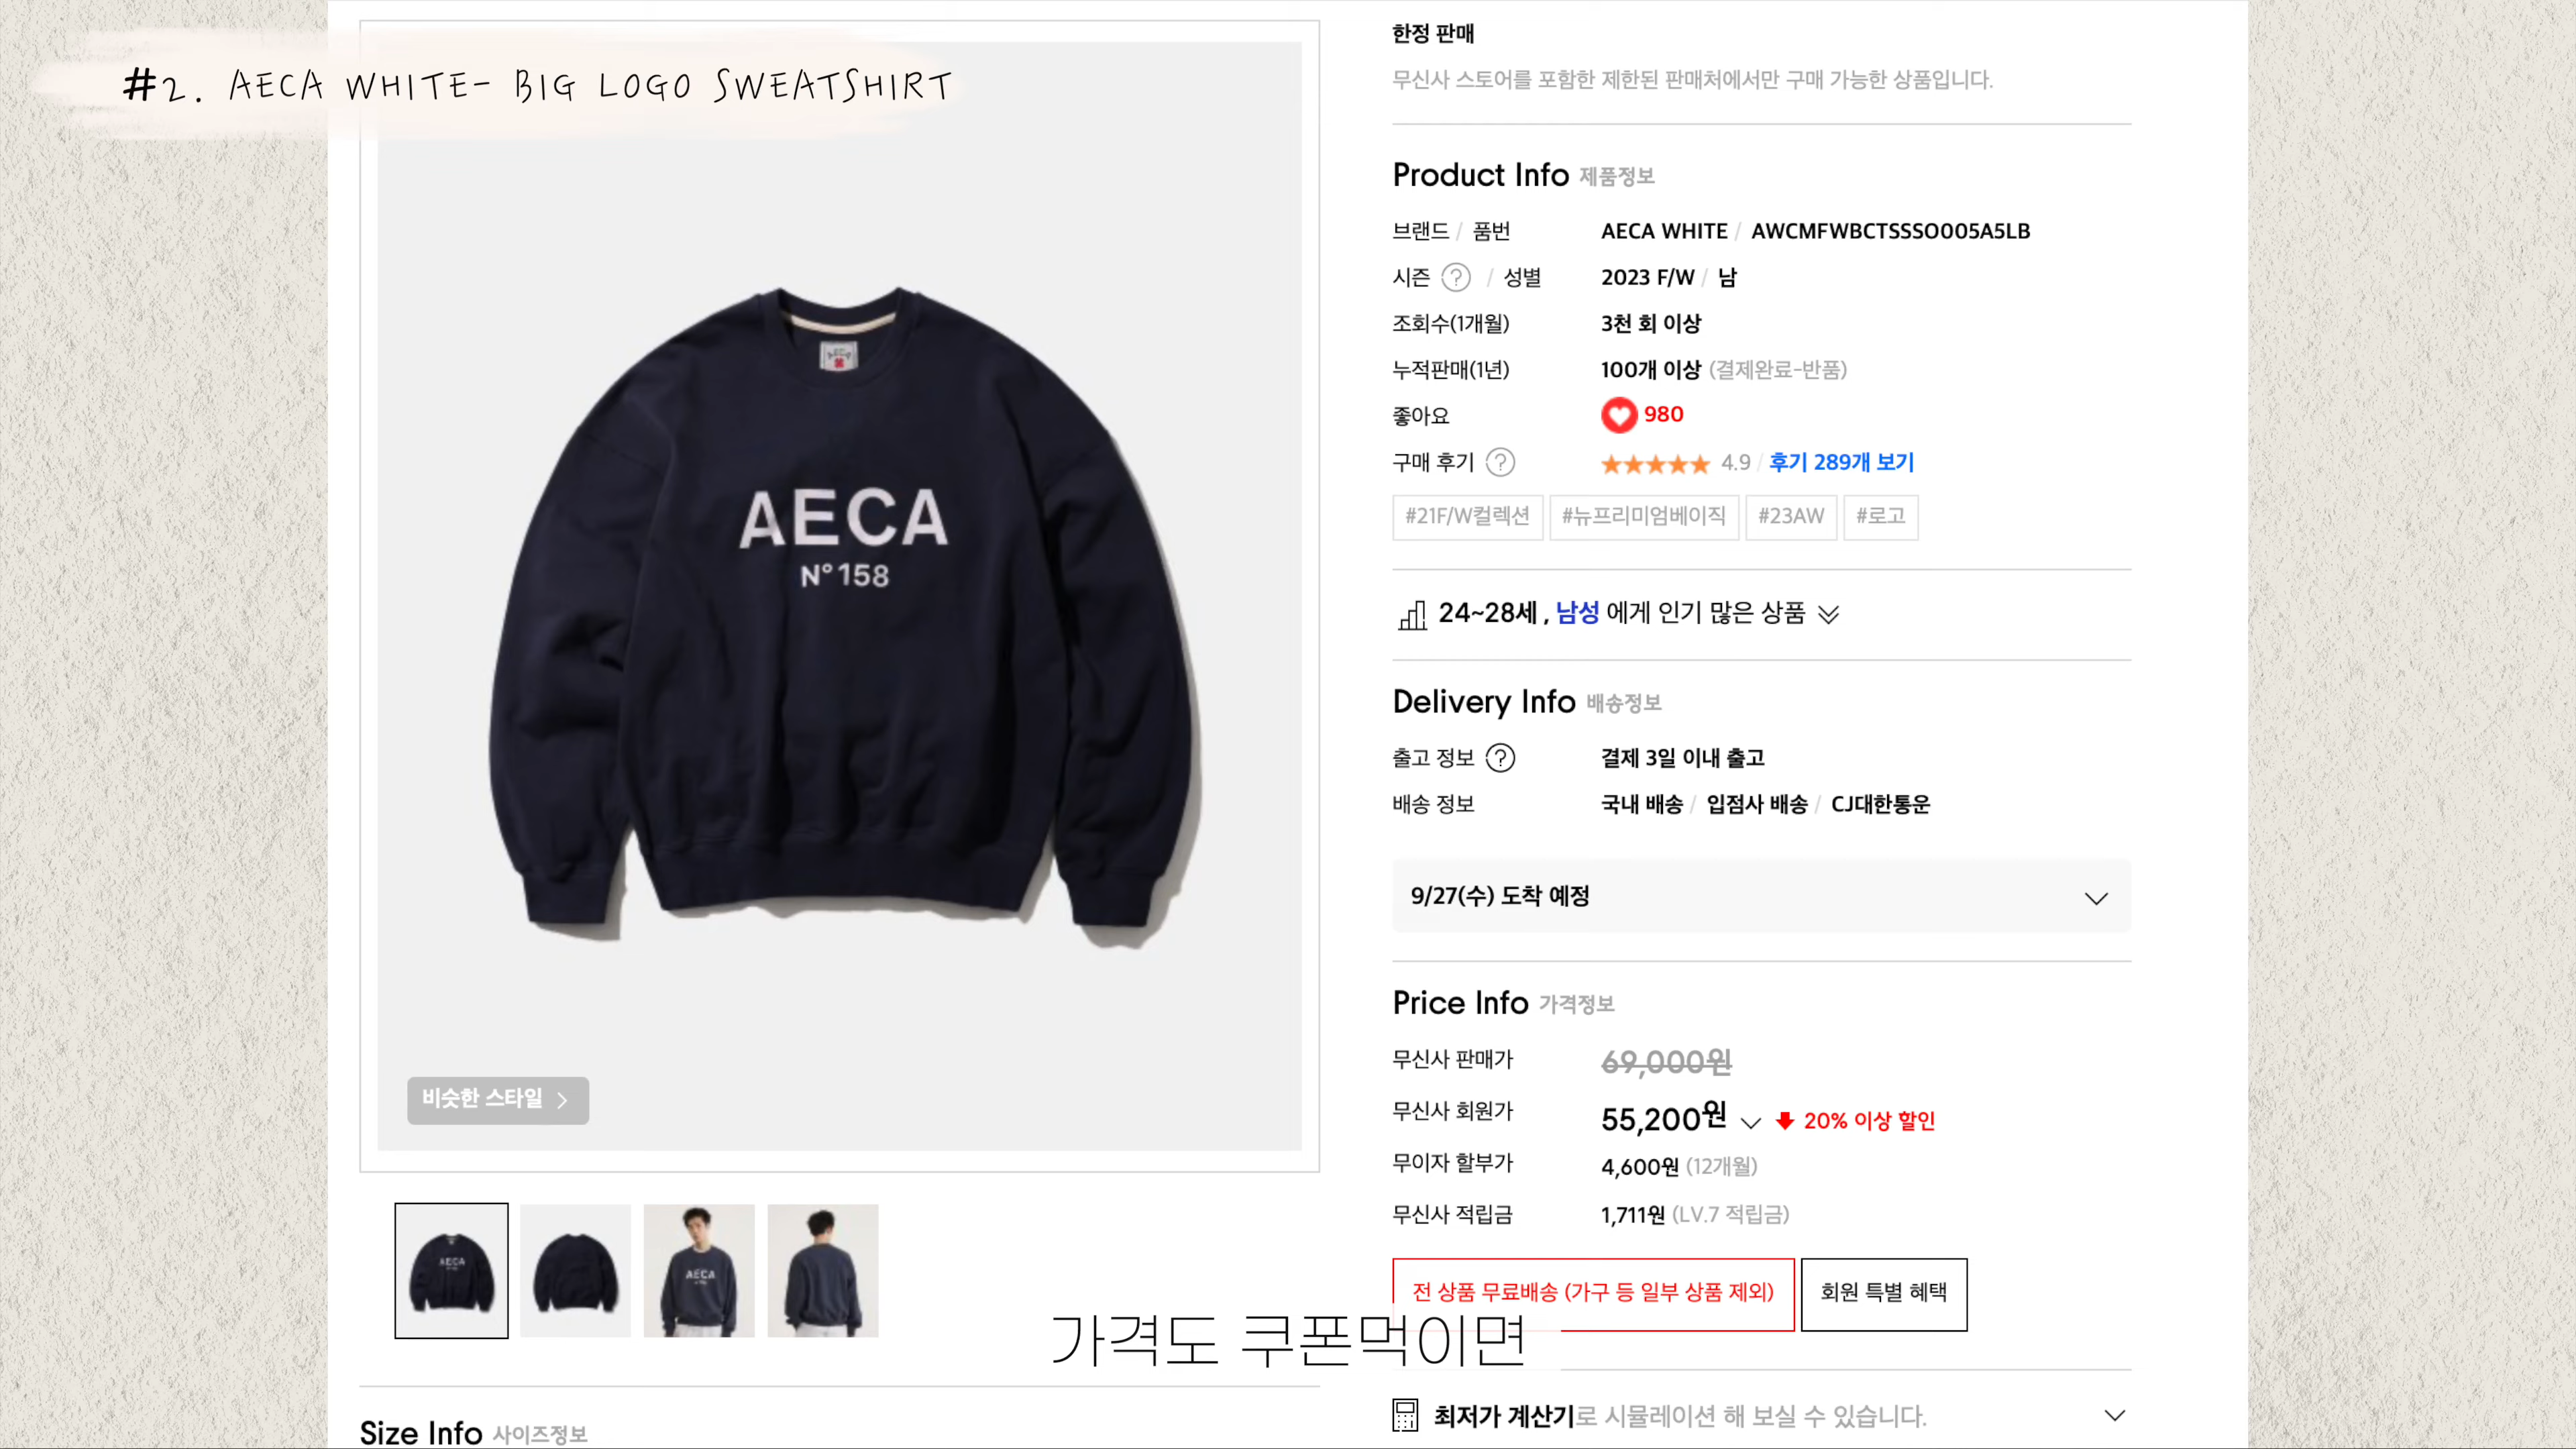 #2. AECA WHITE- BIG LOGO SWEATSHIRT
AECA
N° 158
비슷한 스타일
Size Info 사이즈정보
한정 판매
무신사 스토어를 포함한 제한된 판매처에서만 구매 가능한 상품입니다.
Product Info 제품정보
브랜드 / 품번 AECA WHITE / AWCMFWBCTSSSO005A5LB
시즌 ? / 성별 2023 F/W / 남
조회수(1개월) 3천 회 이상
누적판매(1년) 100개 이상 (결제완료-반품)
좋아요 980
구매 후기 ? ★★★★★ 4.9 / 후기 289개 보기
#21F/W컬렉션 #뉴프리미엄베이직 #23AW #로고
24~28세 , 남성 에게 인기 많은 상품
Delivery Info 배송정보
출고 정보 ? 결제 3일 이내 출고
배송 정보 국내 배송 / 입점사 배송 / CJ대한통운
9/27(수) 도착 예정
Price Info 가격정보
무신사 판매가 69,000원
무신사 회원가 55,200원 20% 이상 할인
무이자 할부가 4,600원 (12개월)
무신사 적립금 1,711원 (LV.7 적립금)
전 상품 무료배송 (가구 등 일부 상품 제외) 회원 특별 혜택
가격도 쿠폰먹이면
최저가 계산기로 시뮬레이션 해 보실 수 있습니다.